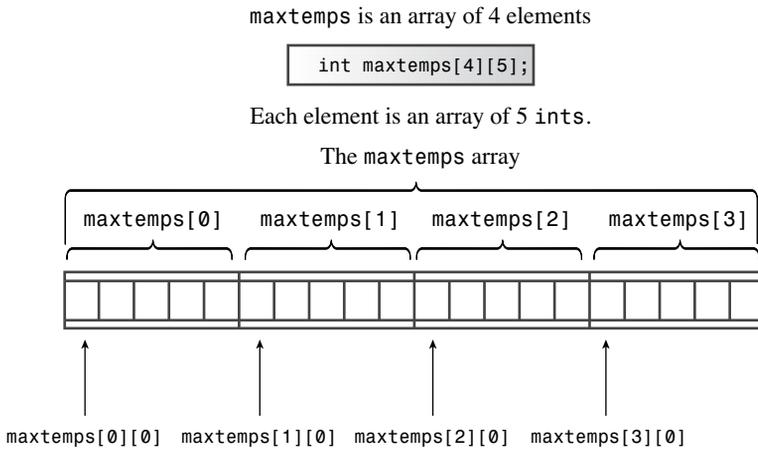 maxtemps is an array of 4 elements
int maxtemps[4][5];
Each element is an array of 5 ints.
The maxtemps array
maxtemps[0] maxtemps[1] maxtemps[2] maxtemps[3]
maxtemps[0][0] maxtemps[1][0] maxtemps[2][0] maxtemps[3][0]